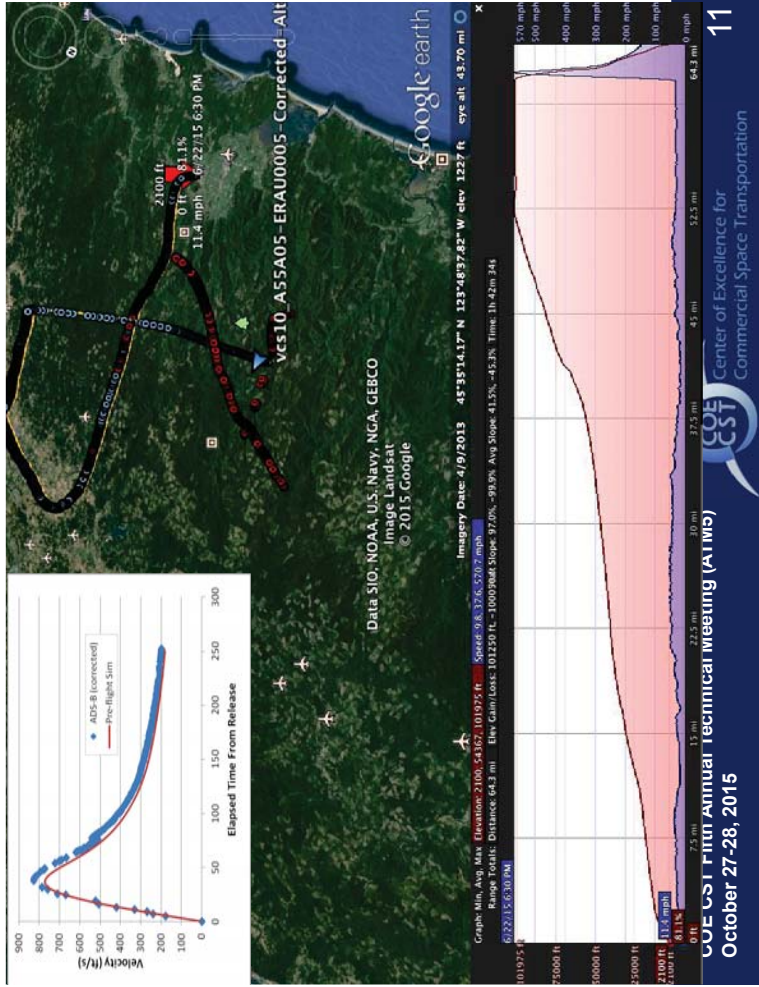 Velocity (ft/s)
900
800
700
600
500
400
300
200
100
0
ADS-B (corrected)
Pre-flight Sim
0
50
100
150
200
250
300
Elapsed Time From Release
2100 ft
0 ft
81.1%
11.4 mph
6/22/15 6:30 PM
vcs10_A55A05-ERAU0005-Corrected-Alt
Data SIO, NOAA, U.S. Navy, NGA, GEBCO
Image Landsat
© 2015 Google
Google earth
Imagery Date: 4/9/2013 45°35'14.17" N 123°48'37.82" W elev 1227 ft eye alt 43.70 mi
Graph: Min, Avg, Max Elevation: 2100, 54367, 101975 ft Speed: 9.8, 37.6, 570.7 mph
Range Totals: Distance: 64.3 mi Elev Gain/Loss: 101250 ft, Slope: 97.0%, -99.9% Avg Slope: 41.5%, -45.3% Time: 1h 42m 34s
6/22/15 6:30 PM
101975 ft
75000 ft
50000 ft
25000 ft
2100 ft
2100 ft
11.4 mph
81.1%
0 ft
7.5 mi
15 mi
22.5 mi
30 mi
37.5 mi
45 mi
52.5 mi
64.3 mi
570 mph
500 mph
400 mph
300 mph
200 mph
100 mph
0 mph
COE CST Fifth Annual Technical Meeting (ATM5)
October 27-28, 2015
COE
CST
Center of Excellence for
Commercial Space Transportation
11